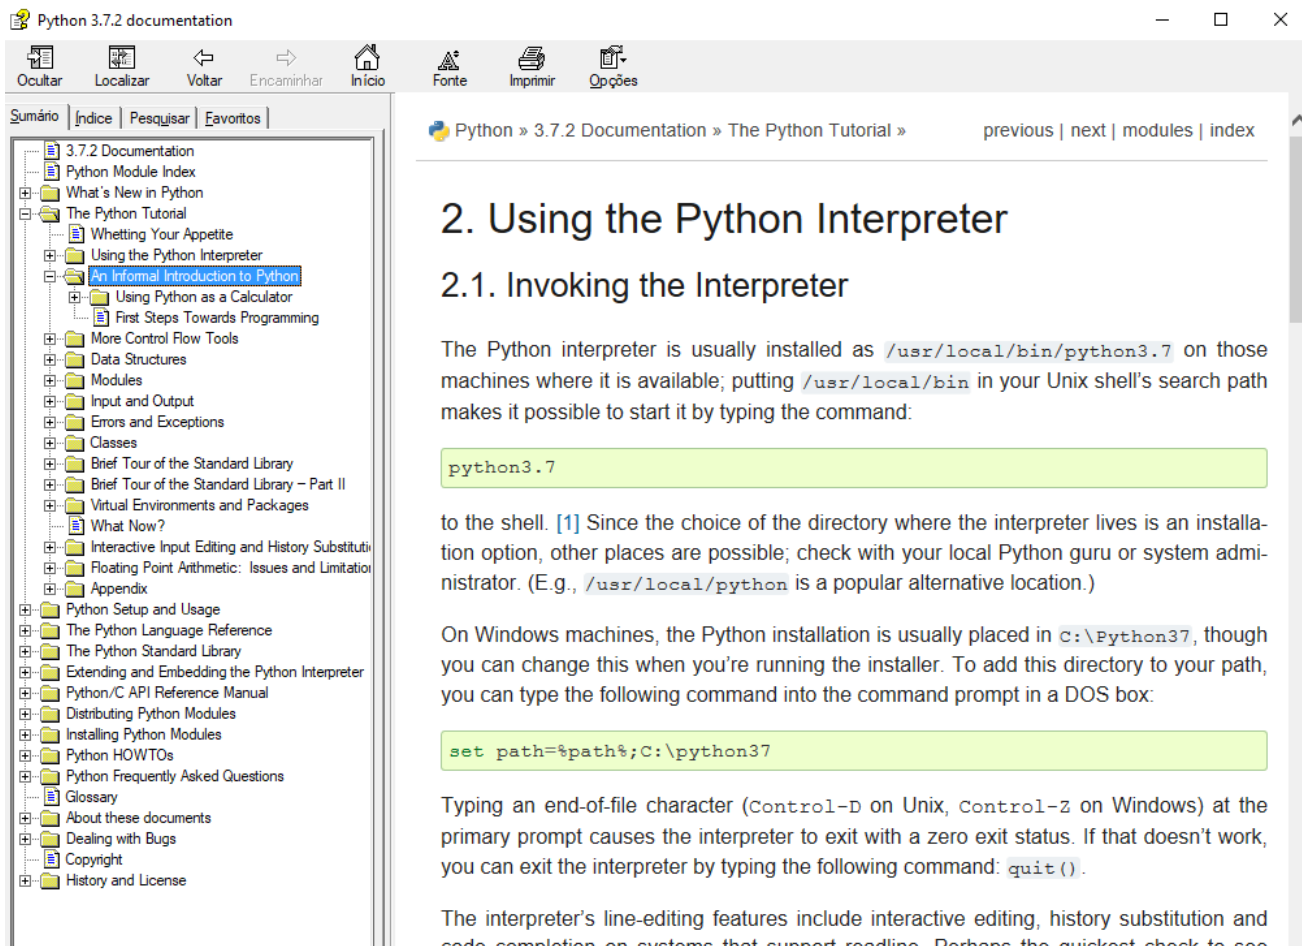 Python 3.7.2 documentation
Ocultar Localizar Voltar Encaminhar Início Fonte Imprimir Opções
Sumário Índice Pesquisar Favoritos
3.7.2 Documentation
Python Module Index
What's New in Python
The Python Tutorial
Whetting Your Appetite
Using the Python Interpreter
An Informal Introduction to Python
Using Python as a Calculator
First Steps Towards Programming
More Control Flow Tools
Data Structures
Modules
Input and Output
Errors and Exceptions
Classes
Brief Tour of the Standard Library
Brief Tour of the Standard Library – Part II
Virtual Environments and Packages
What Now?
Interactive Input Editing and History Substituti
Floating Point Arithmetic: Issues and Limitation
Appendix
Python Setup and Usage
The Python Language Reference
The Python Standard Library
Extending and Embedding the Python Interpreter
Python/C API Reference Manual
Distributing Python Modules
Installing Python Modules
Python HOWTOs
Python Frequently Asked Questions
Glossary
About these documents
Dealing with Bugs
Copyright
History and License
Python » 3.7.2 Documentation » The Python Tutorial » previous | next | modules | index
2. Using the Python Interpreter
2.1. Invoking the Interpreter
The Python interpreter is usually installed as /usr/local/bin/python3.7 on those
machines where it is available; putting /usr/local/bin in your Unix shell's search path
makes it possible to start it by typing the command:
python3.7
to the shell. [1] Since the choice of the directory where the interpreter lives is an installa-
tion option, other places are possible; check with your local Python guru or system admi-
nistrator. (E.g., /usr/local/python is a popular alternative location.)
On Windows machines, the Python installation is usually placed in C:\Python37, though
you can change this when you're running the installer. To add this directory to your path,
you can type the following command into the command prompt in a DOS box:
set path=%path%;C:\python37
Typing an end-of-file character (Control-D on Unix, Control-Z on Windows) at the
primary prompt causes the interpreter to exit with a zero exit status. If that doesn't work,
you can exit the interpreter by typing the following command: quit().
The interpreter's line-editing features include interactive editing, history substitution and
code completion on systems that support readline. Perhaps the quickest check to see